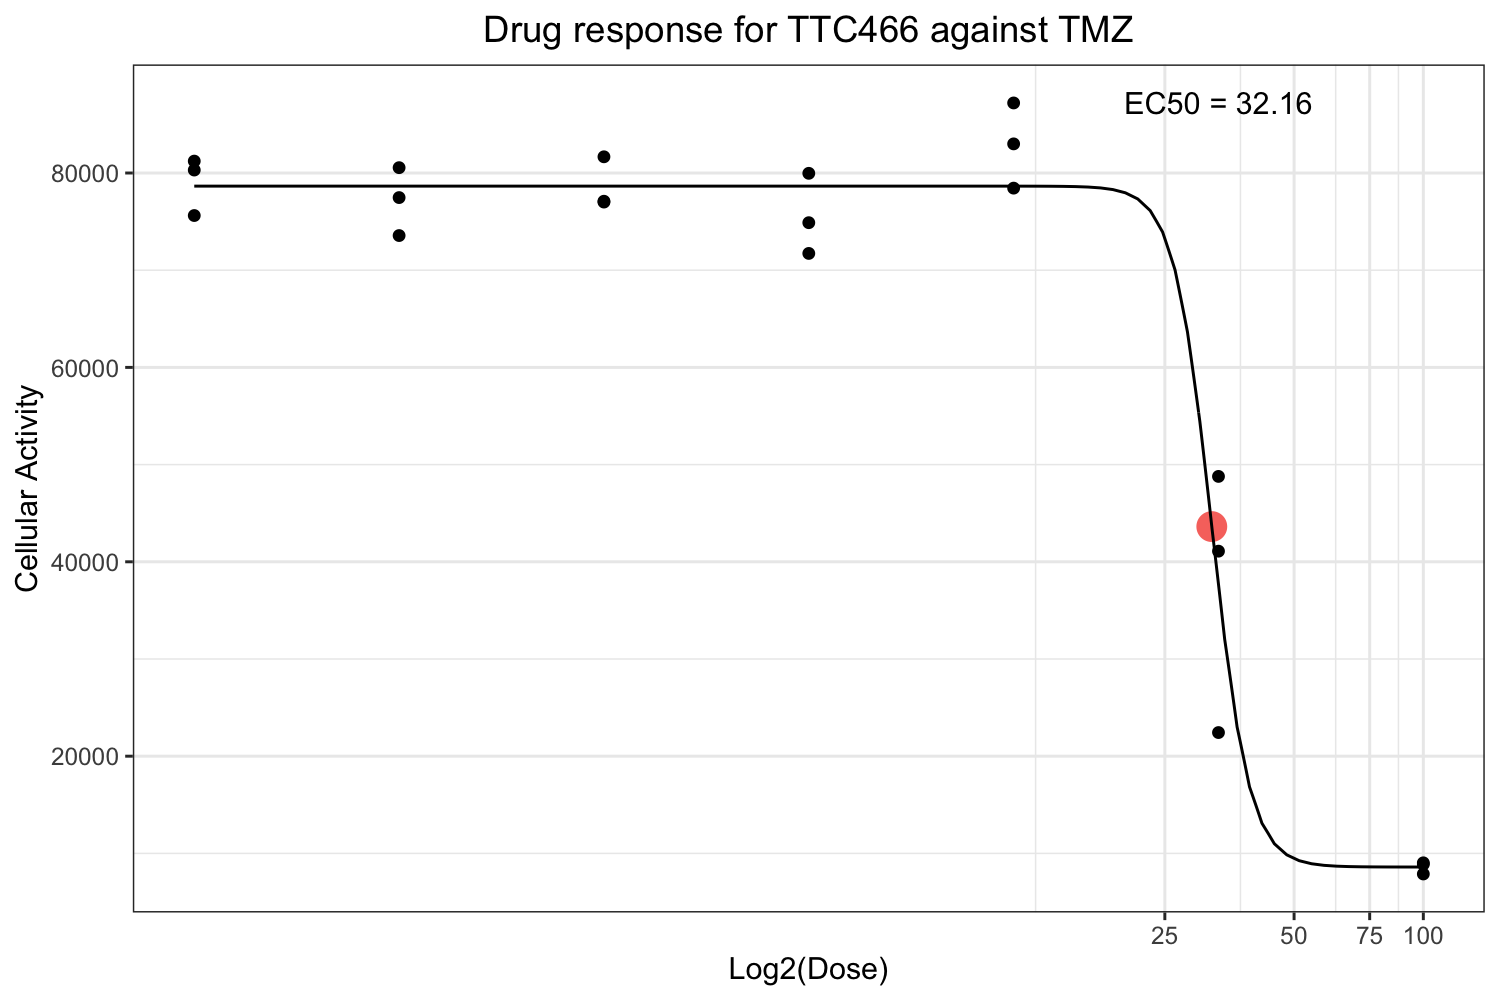 Drug response for TTC466 against TMZ
EC50 = 32.16
80000
60000
40000
20000
Cellular Activity
25 50 75 100
Log2(Dose)